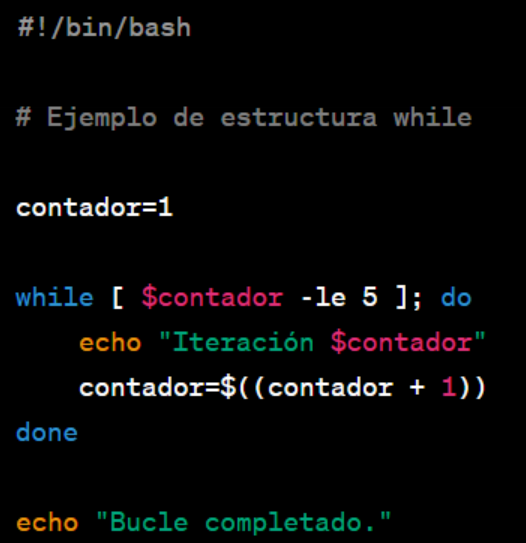 #!/bin/bash
# Ejemplo de estructura while
contador=1
while [ $contador -le 5 ]; do
    echo "Iteración $contador"
    contador=$((contador + 1))
done
echo "Bucle completado."